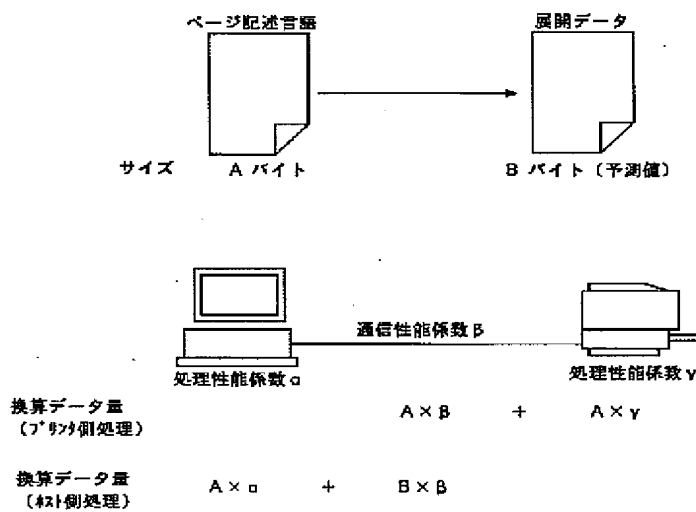 ページ記述言語 展開データ
サイズ A バイト B バイト(予測値)
通信性能係数β
処理性能係数α 処理性能係数γ
換算データ量
(プリンタ側処理) A×β + A×γ
換算データ量
(ホスト側処理) A×α + B×β